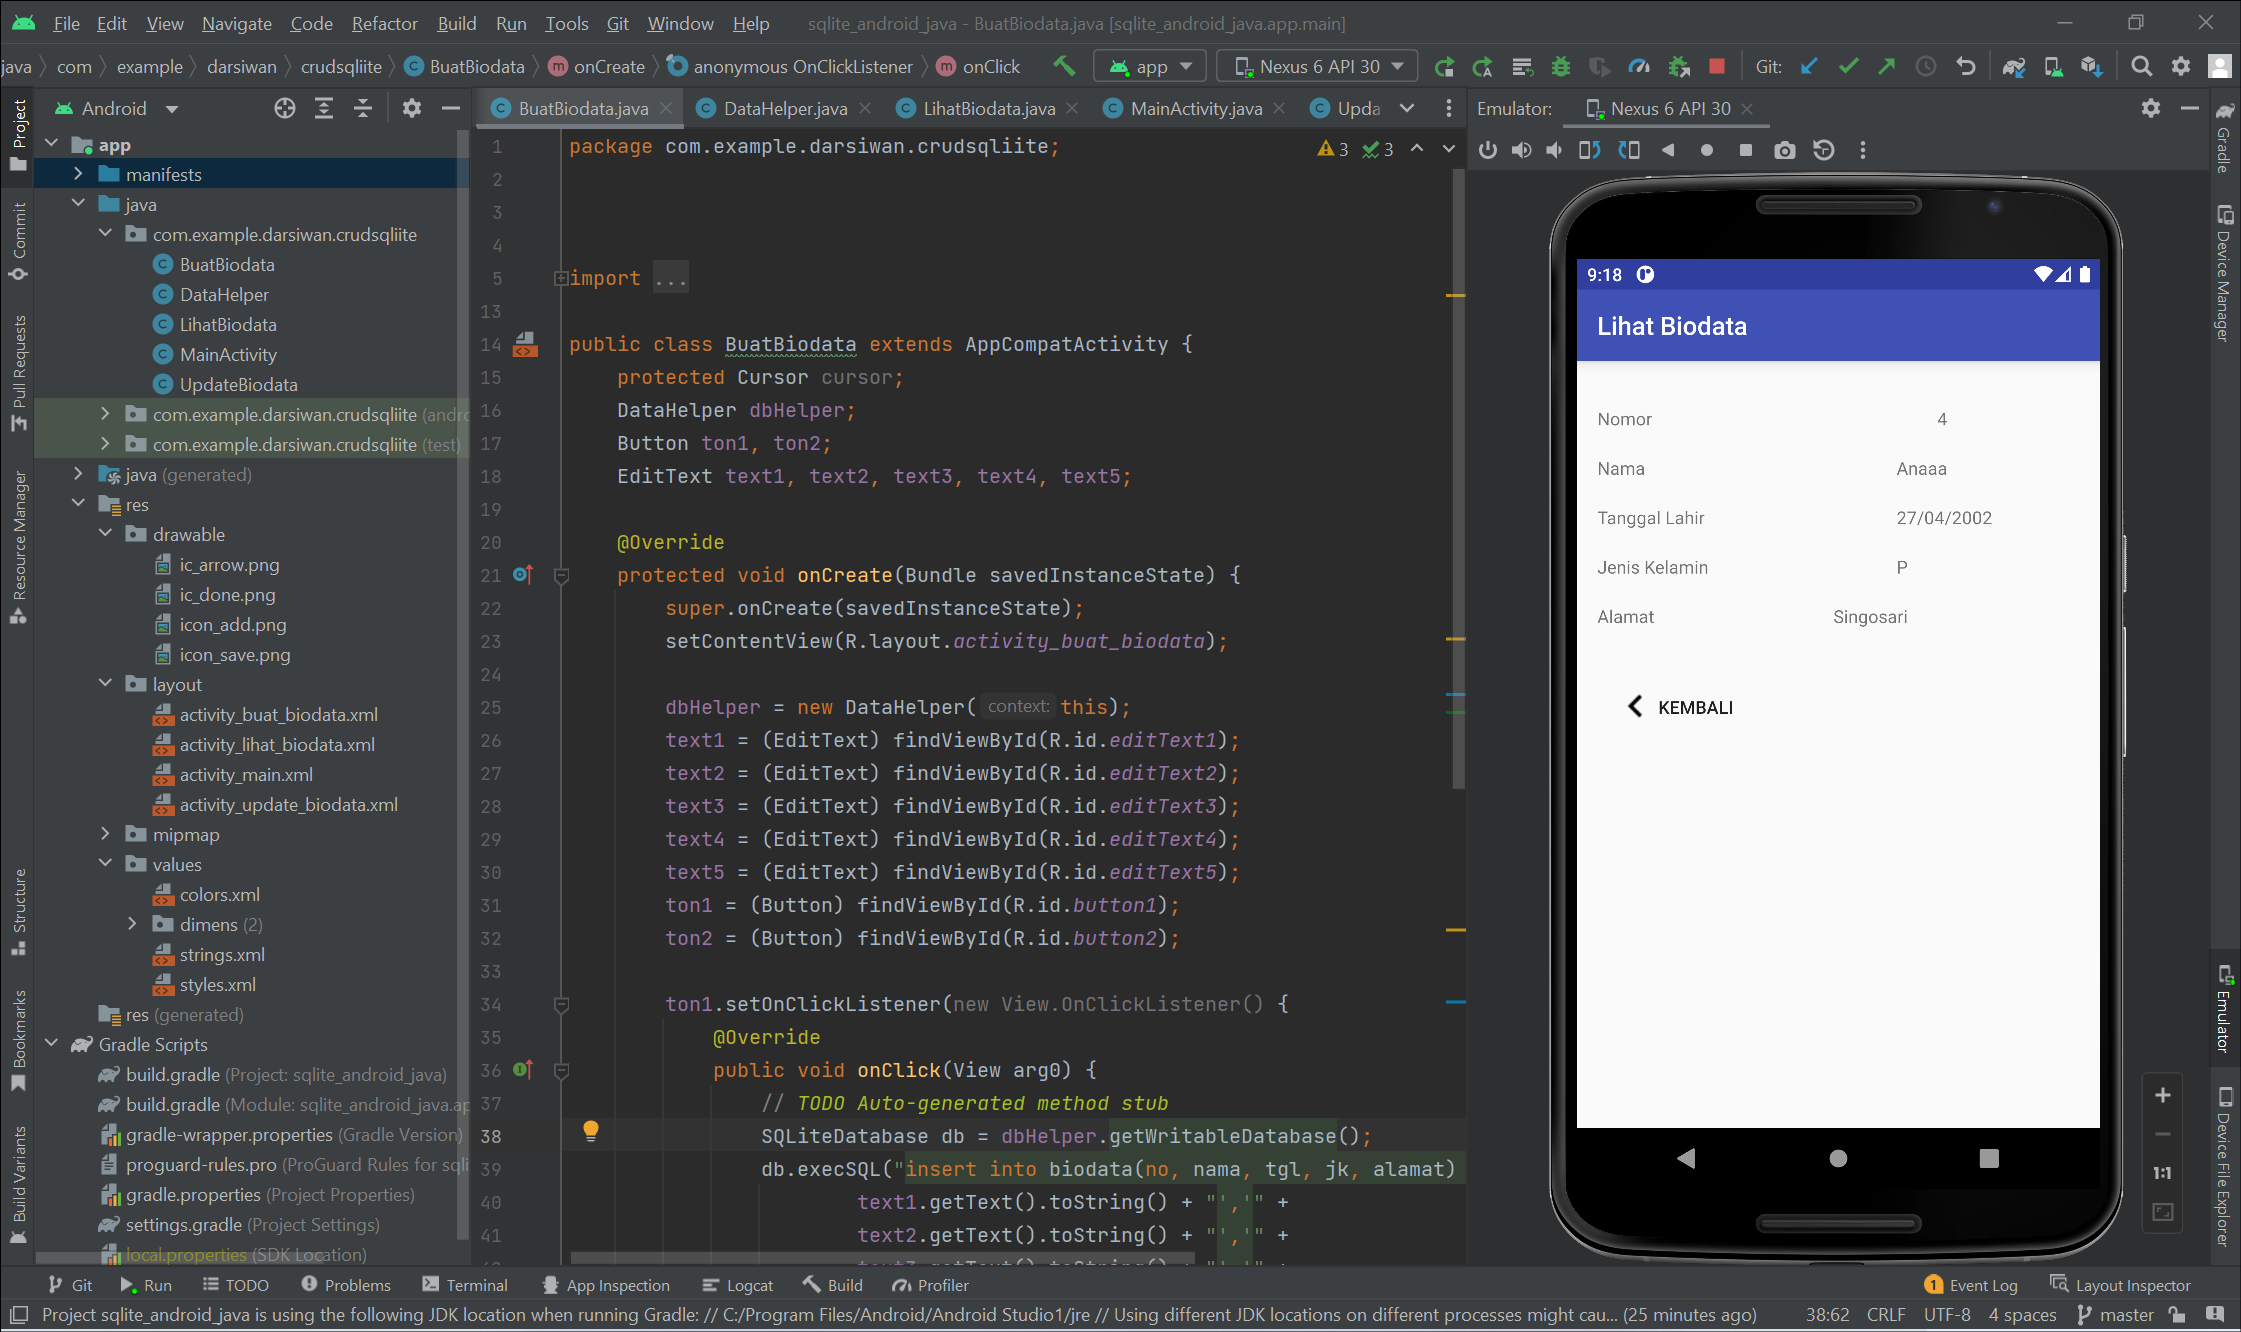 File Edit View Navigate Code Refactor Build Run Tools Git Window Help sqlite_android_java - BuatBiodata.java [sqlite_android_java.app.main]
java com example darsiwan crudsqliite BuatBiodata onCreate anonymous OnClickListener onClick app Nexus 6 API 30 Git:
Android
BuatBiodata.java DataHelper.java LihatBiodata.java MainActivity.java Upda
Emulator: Nexus 6 API 30
Project
Commit
Pull Requests
Resource Manager
Structure
Bookmarks
Build Variants
app
manifests
java
com.example.darsiwan.crudsqliite
BuatBiodata
DataHelper
LihatBiodata
MainActivity
UpdateBiodata
com.example.darsiwan.crudsqliite (andro
com.example.darsiwan.crudsqliite (test)
java (generated)
res
drawable
ic_arrow.png
ic_done.png
icon_add.png
icon_save.png
layout
activity_buat_biodata.xml
activity_lihat_biodata.xml
activity_main.xml
activity_update_biodata.xml
mipmap
values
colors.xml
dimens (2)
strings.xml
styles.xml
res (generated)
Gradle Scripts
build.gradle (Project: sqlite_android_java)
build.gradle (Module: sqlite_android_java.ap
gradle-wrapper.properties (Gradle Version)
proguard-rules.pro (ProGuard Rules for sqli
gradle.properties (Project Properties)
settings.gradle (Project Settings)
local.properties (SDK Location)
3 3
1 package com.example.darsiwan.crudsqliite;
2
3
4
5 import ...
13
14 public class BuatBiodata extends AppCompatActivity {
15 protected Cursor cursor;
16 DataHelper dbHelper;
17 Button ton1, ton2;
18 EditText text1, text2, text3, text4, text5;
19
20 @Override
21 protected void onCreate(Bundle savedInstanceState) {
22 super.onCreate(savedInstanceState);
23 setContentView(R.layout.activity_buat_biodata);
24
25 dbHelper = new DataHelper( context: this);
26 text1 = (EditText) findViewById(R.id.editText1);
27 text2 = (EditText) findViewById(R.id.editText2);
28 text3 = (EditText) findViewById(R.id.editText3);
29 text4 = (EditText) findViewById(R.id.editText4);
30 text5 = (EditText) findViewById(R.id.editText5);
31 ton1 = (Button) findViewById(R.id.button1);
32 ton2 = (Button) findViewById(R.id.button2);
33
34 ton1.setOnClickListener(new View.OnClickListener() {
35 @Override
36 public void onClick(View arg0) {
37 // TODO Auto-generated method stub
38 SQLiteDatabase db = dbHelper.getWritableDatabase();
39 db.execSQL("insert into biodata(no, nama, tgl, jk, alamat)
40 text1.getText().toString() + "','" +
41 text2.getText().toString() + "','" +
9:18
Lihat Biodata
Nomor 4
Nama Anaaa
Tanggal Lahir 27/04/2002
Jenis Kelamin P
Alamat Singosari
KEMBALI
1:1
Gradle
Device Manager
Emulator
Device File Explorer
Git Run TODO Problems Terminal App Inspection Logcat Build Profiler 1 Event Log Layout Inspector
Project sqlite_android_java is using the following JDK location when running Gradle: // C:/Program Files/Android/Android Studio1/jre // Using different JDK locations on different processes might cau... (25 minutes ago) 38:62 CRLF UTF-8 4 spaces master